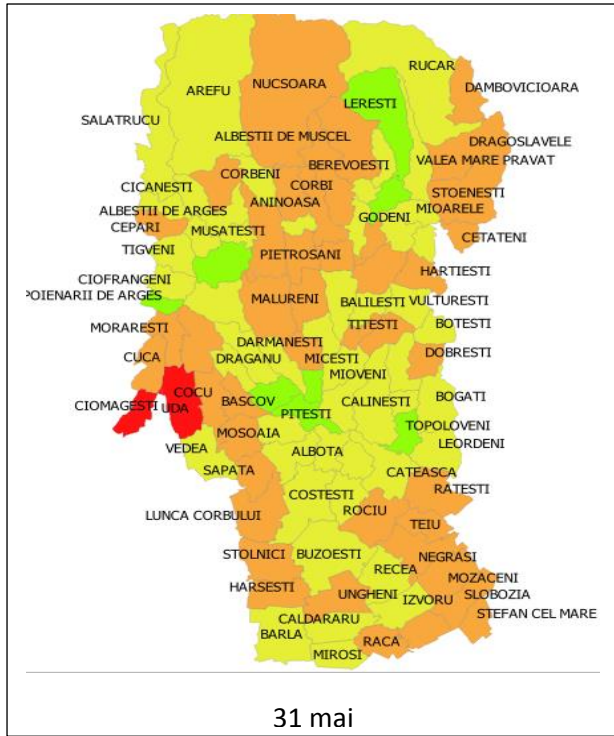 RUCAR
NUCSOARA
DAMBOVICIOARA
AREFU
LERESTI
SALATRUCU
ALBESTII DE MUSCEL
DRAGOSLAVELE
BEREVOESTI
VALEA MARE PRAVAT
CORBENI
CICANESTI
CORBI
STOENESTI
ANINOASA
ALBESTII DE ARGES
MIOARELE
GODENI
CEPARI
MUSATESTI
CETATENI
TIGVENI
PIETROSANI
HARTIESTI
CIOFRANGENI
POIENARII DE ARGES
MALURENI
BALILESTI
VULTURESTI
MORARESTI
TITESTI
BOTESTI
DARMANESTI
CUCA
DRAGANU
MICESTI
DOBRESTI
MIOVENI
COCU
BASCOV
CALINESTI
BOGATI
CIOMAGESTI
UDA
PITESTI
TOPOLOVENI
MOSOAIA
LEORDENI
VEDEA
ALBOTA
SAPATA
CATEASCA
RATESTI
COSTESTI
LUNCA CORBULUI
ROCIU
TEIU
STOLNICI
BUZOESTI
NEGRASI
RECEA
MOZACENI
HARSESTI
UNGHENI
SLOBOZIA
IZVORU
STEFAN CEL MARE
CALDARARU
BARLA
RACA
MIROSI
31 mai